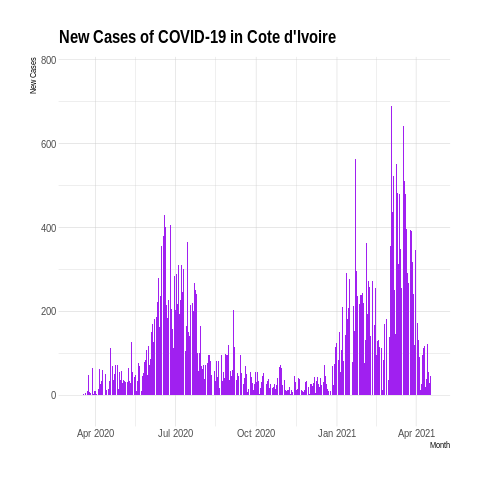 New Cases of COVID-19 in Cote d'Ivoire
New Cases
800
600
400
200
0
Apr 2020
Jul 2020
Oct 2020
Jan 2021
Apr 2021
Month